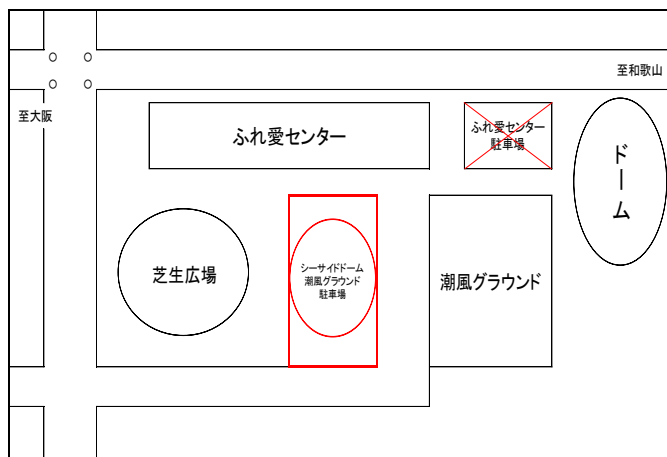 至和歌山
至大阪
ふれ愛センター
ふれ愛センター
駐車場
ドーム
芝生広場
シーサイドドーム
潮風グラウンド
駐車場
潮風グラウンド